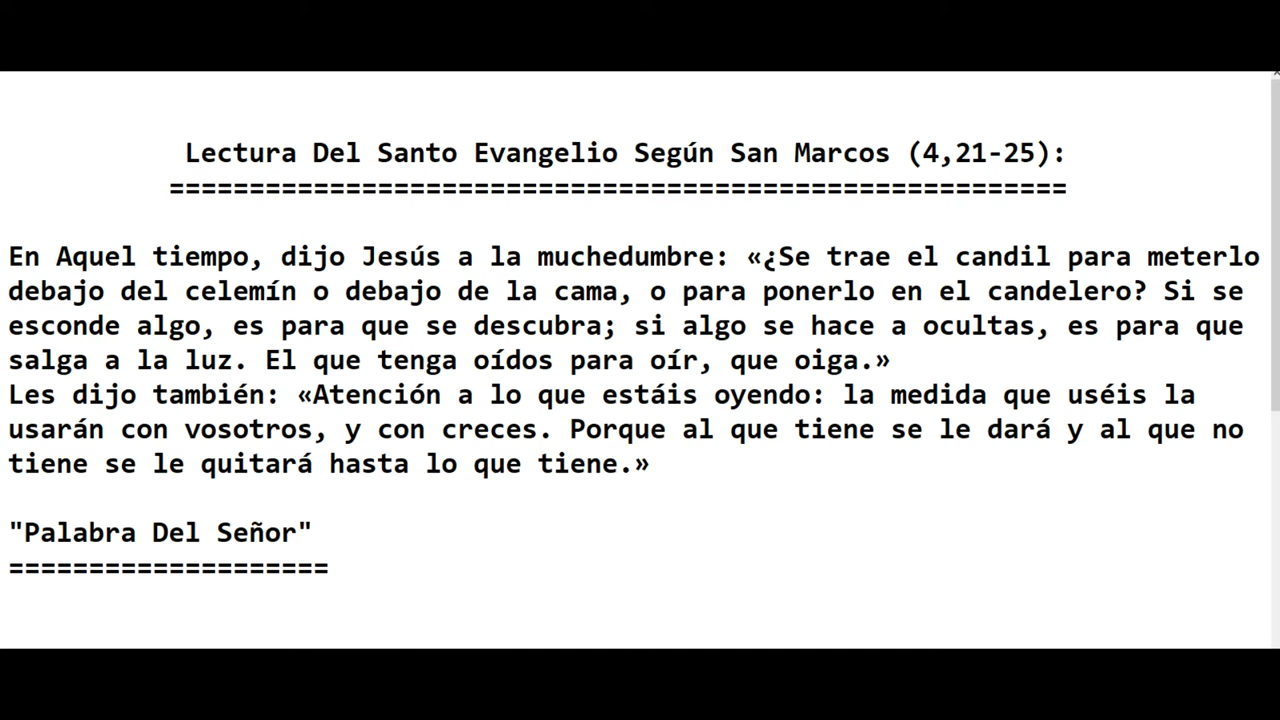 Lectura Del Santo Evangelio Según San Marcos (4,21-25):
========================================================
En Aquel tiempo, dijo Jesús a la muchedumbre: «¿Se trae el candil para meterlo
debajo del celemín o debajo de la cama, o para ponerlo en el candelero? Si se
esconde algo, es para que se descubra; si algo se hace a ocultas, es para que
salga a la luz. El que tenga oídos para oír, que oiga.»
Les dijo también: «Atención a lo que estáis oyendo: la medida que uséis la
usarán con vosotros, y con creces. Porque al que tiene se le dará y al que no
tiene se le quitará hasta lo que tiene.»
"Palabra Del Señor"
====================